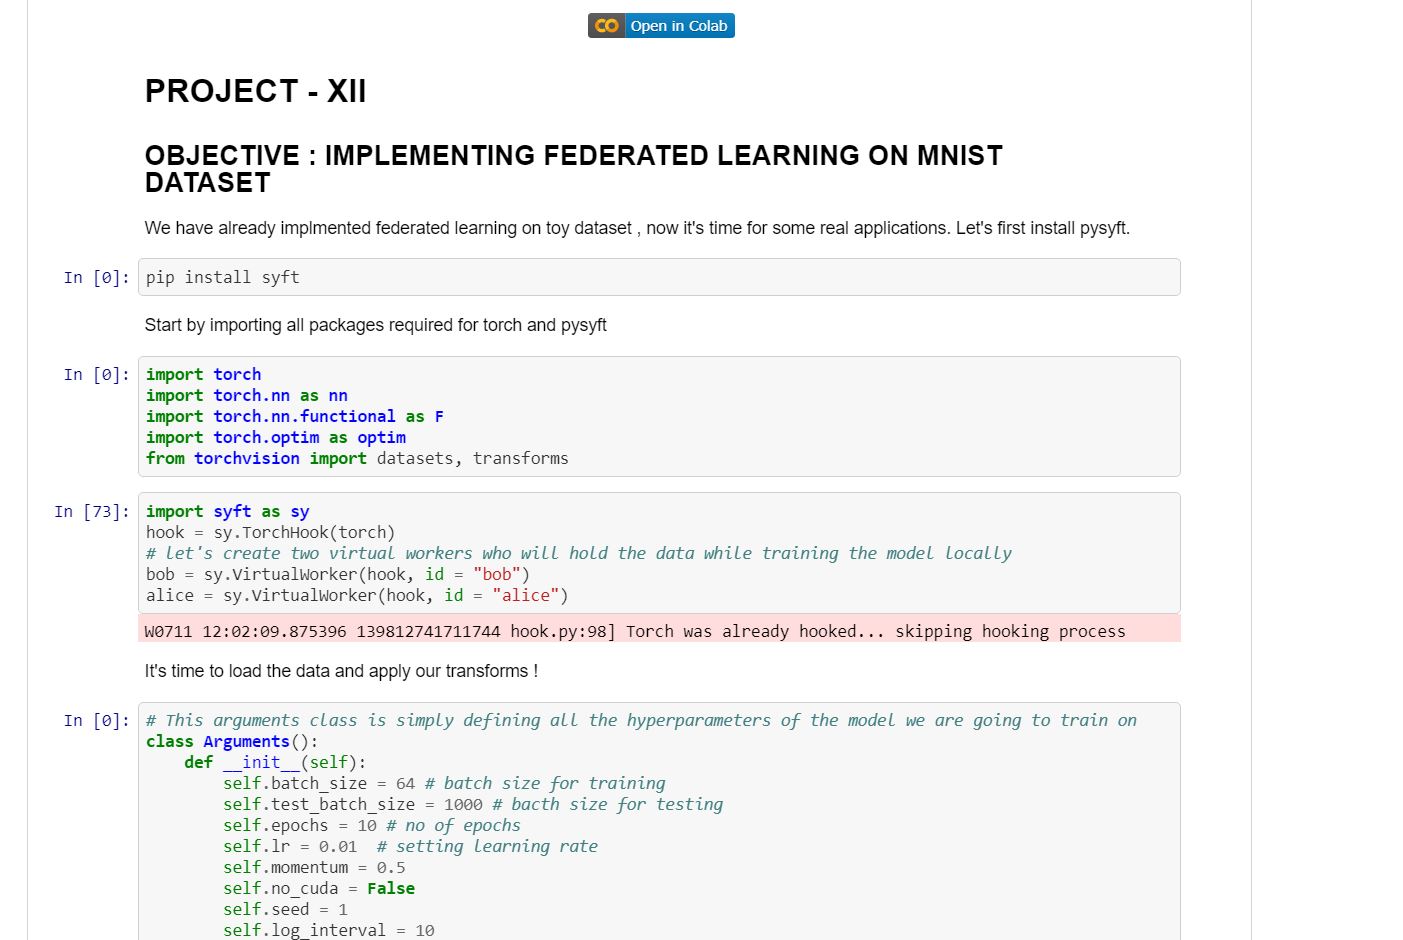 Open in Colab
PROJECT - XII
OBJECTIVE : IMPLEMENTING FEDERATED LEARNING ON MNIST
DATASET
We have already implmented federated learning on toy dataset , now it's time for some real applications. Let's first install pysyft.
In [0]: pip install syft
Start by importing all packages required for torch and pysyft
In [0]: import torch
import torch.nn as nn
import torch.nn.functional as F
import torch.optim as optim
from torchvision import datasets, transforms
In [73]: import syft as sy
hook = sy.TorchHook(torch)
# let's create two virtual workers who will hold the data while training the model locally
bob = sy.VirtualWorker(hook, id = "bob")
alice = sy.VirtualWorker(hook, id = "alice")
W0711 12:02:09.875396 139812741711744 hook.py:98] Torch was already hooked... skipping hooking process
It's time to load the data and apply our transforms !
In [0]: # This arguments class is simply defining all the hyperparameters of the model we are going to train on
class Arguments():
    def __init__(self):
        self.batch_size = 64 # batch size for training
        self.test_batch_size = 1000 # bacth size for testing
        self.epochs = 10 # no of epochs
        self.lr = 0.01  # setting learning rate
        self.momentum = 0.5
        self.no_cuda = False
        self.seed = 1
        self.log_interval = 10